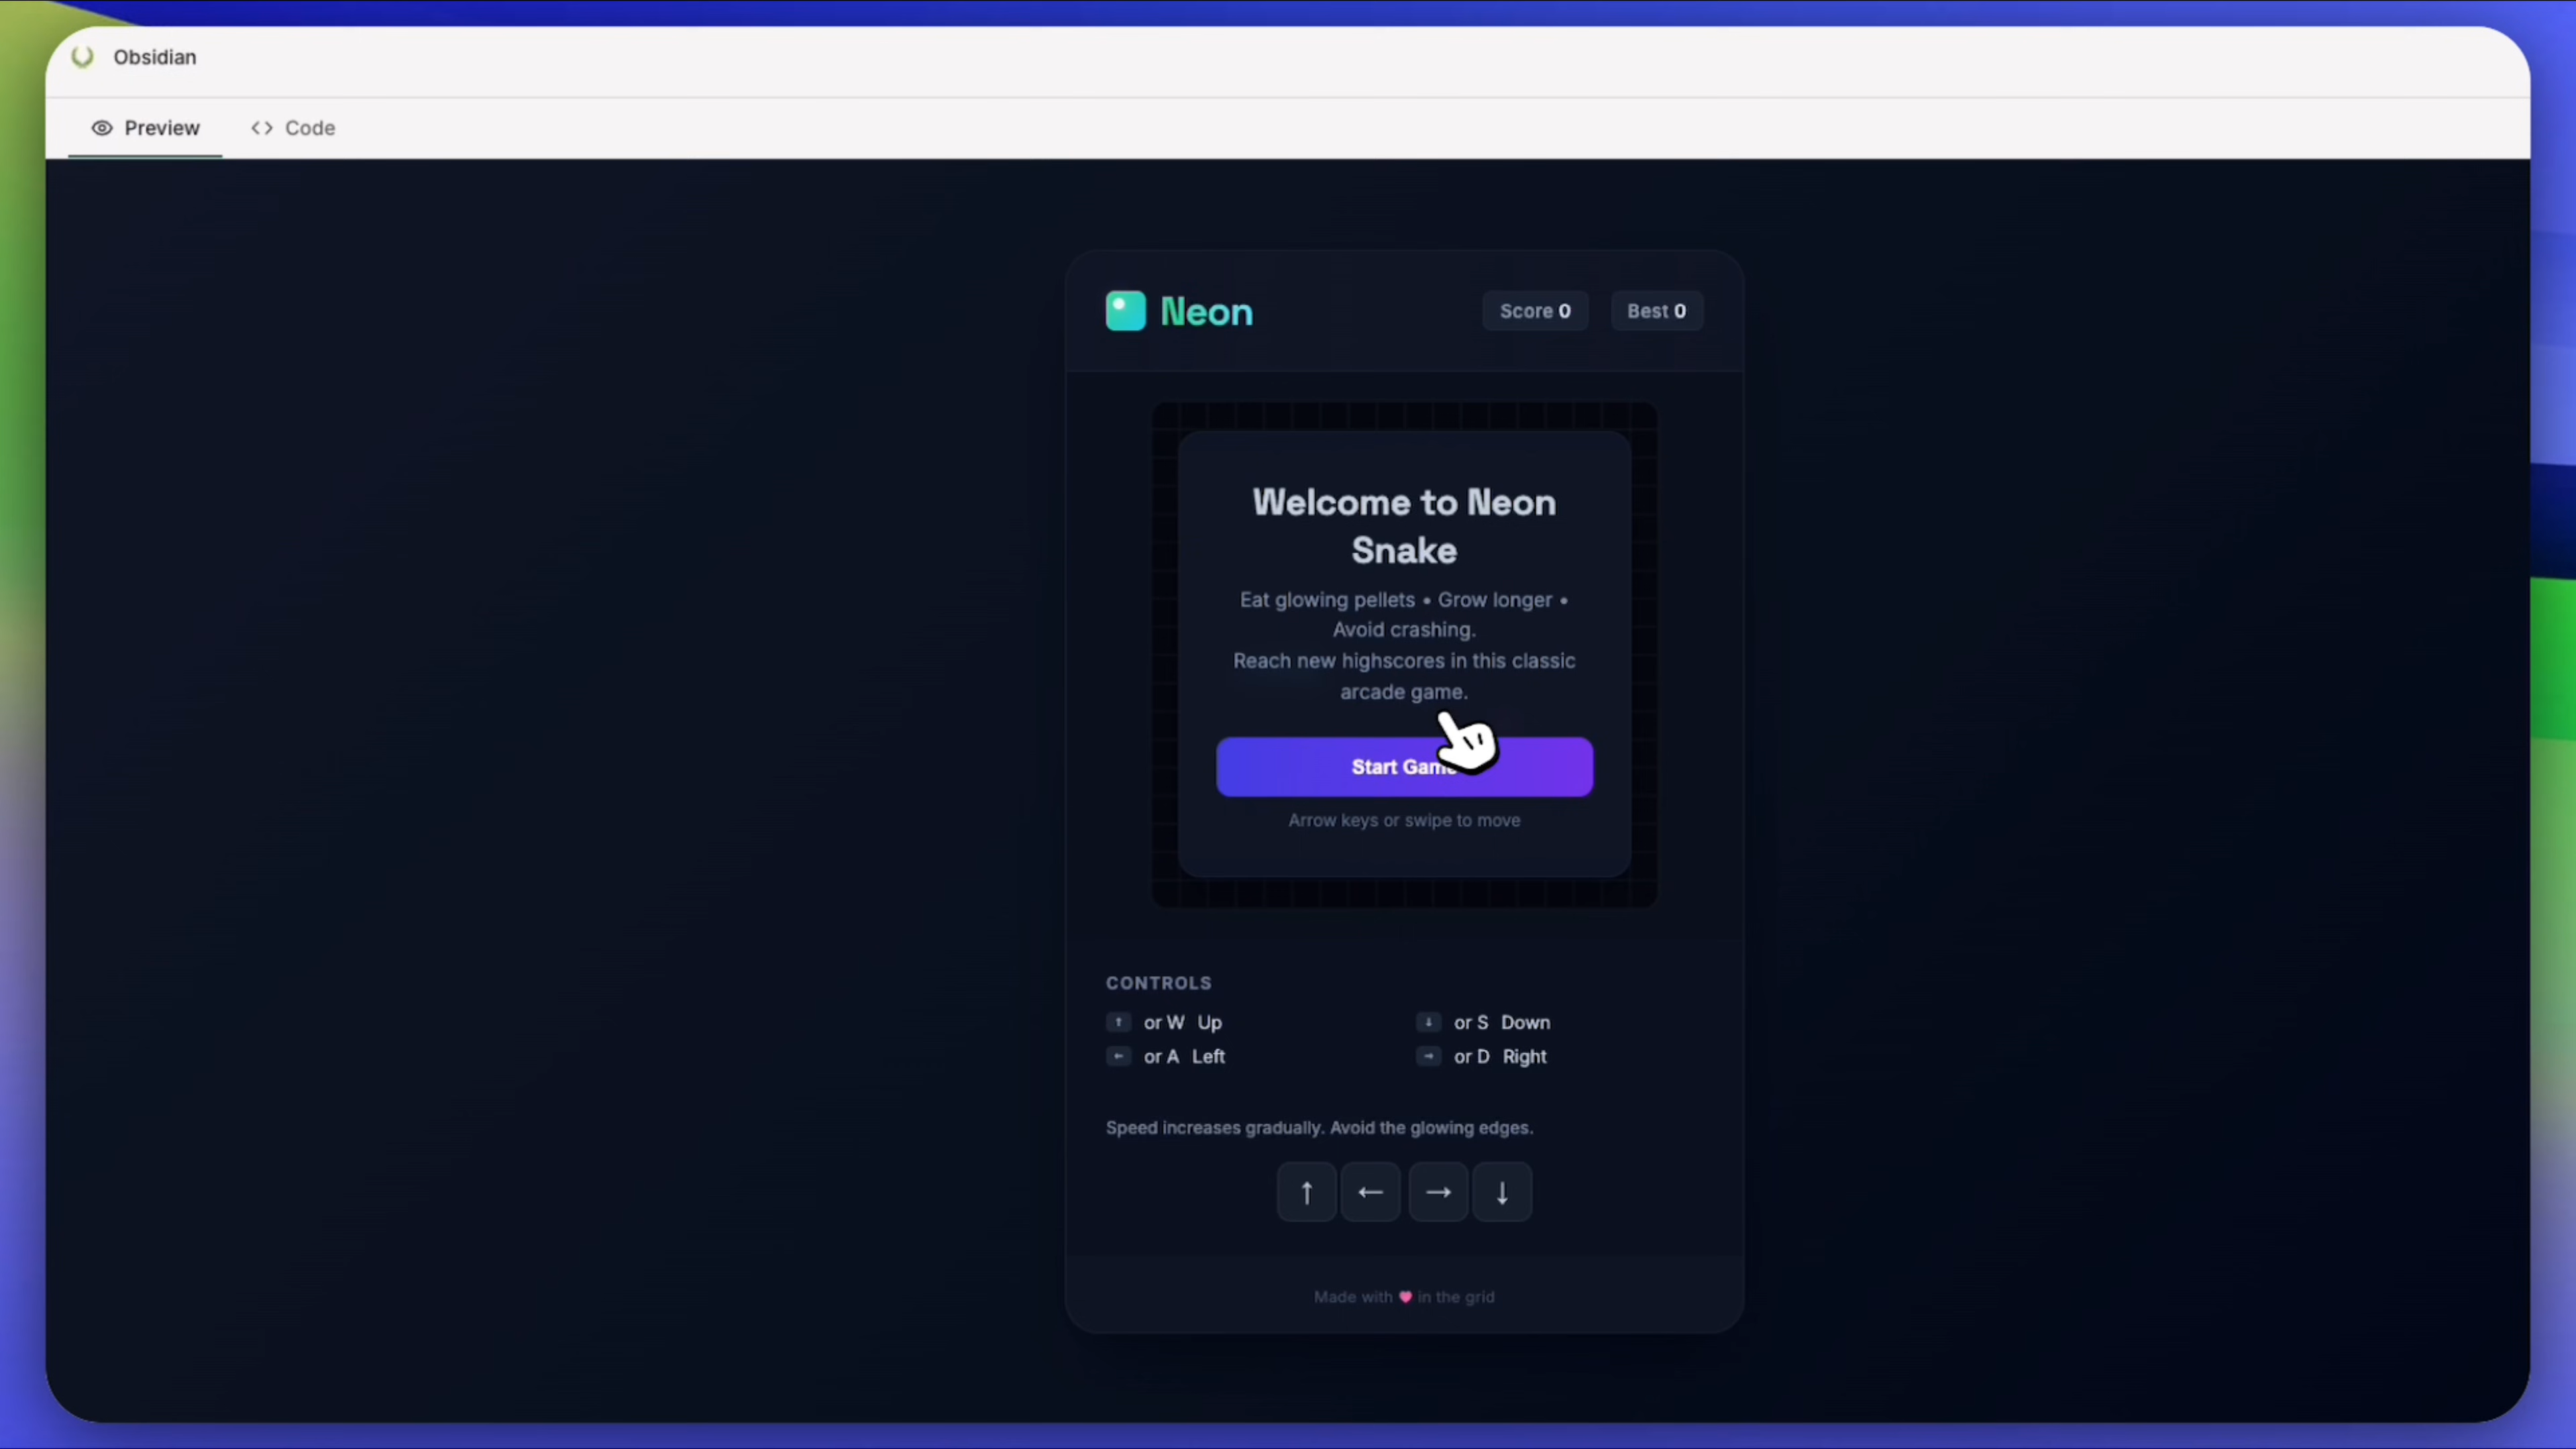 Obsidian
Preview
Code
Neon
Score 0
Best 0
Welcome to Neon
Snake
Eat glowing pellets • Grow longer •
Avoid crashing.
Reach new highscores in this classic
arcade game.
Start Game
Arrow keys or swipe to move
CONTROLS
↑ or W Up
↓ or S Down
← or A Left
→ or D Right
Speed increases gradually. Avoid the glowing edges.
↑ ← → ↓
Made with ♥ in the grid